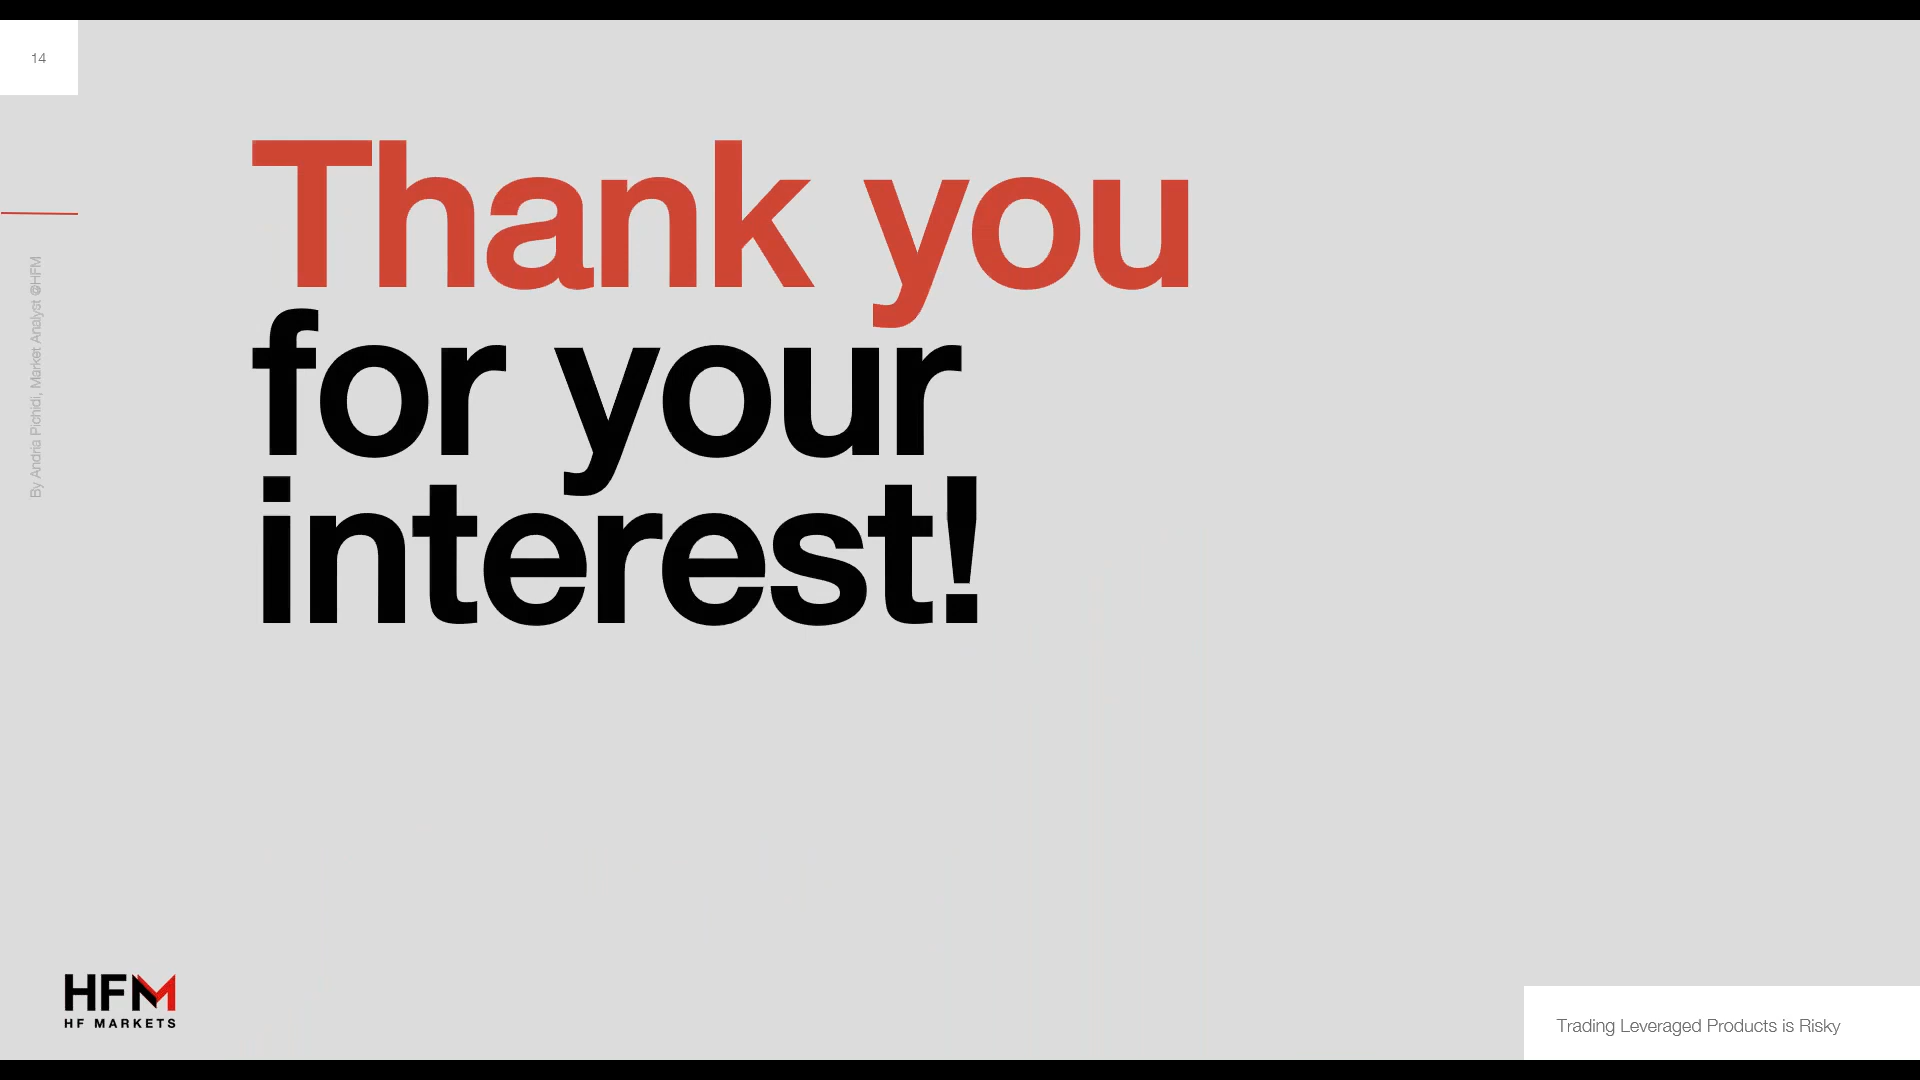 14
Thank you
for your
interest!
By Andria Pichidi, Market Analyst @HFM
HFM
HF MARKETS
Trading Leveraged Products is Risky